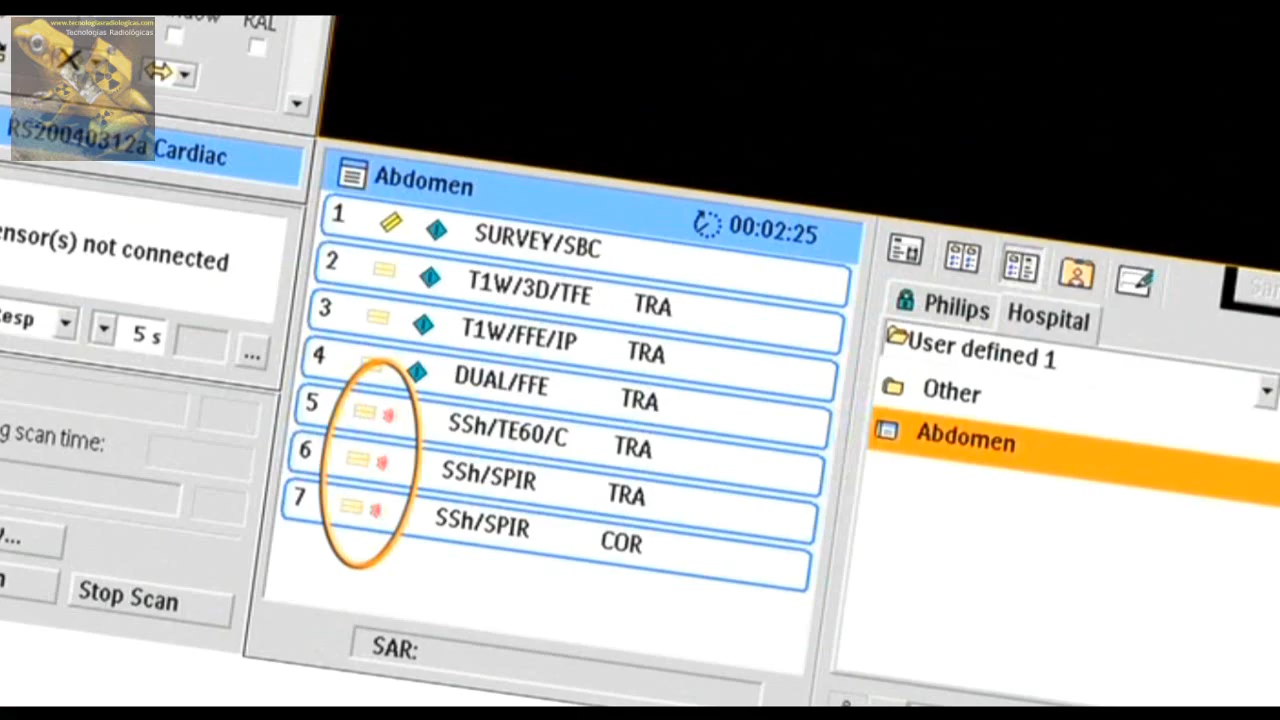 www.tecnologiasradiologicas.com
Tecnologías Radiológicas
RAL
RS20040312a Cardiac
not connected
5 s
...
scan time:
Stop Scan
Abdomen
00:02:25
1 SURVEY/SBC
2 T1W/3D/TFE TRA
3 T1W/FFE/IP TRA
4 DUAL/FFE TRA
5 SSh/TE60/C TRA
6 SSh/SPIR TRA
7 SSh/SPIR COR
SAR:
Philips Hospital
User defined 1
Other
Abdomen